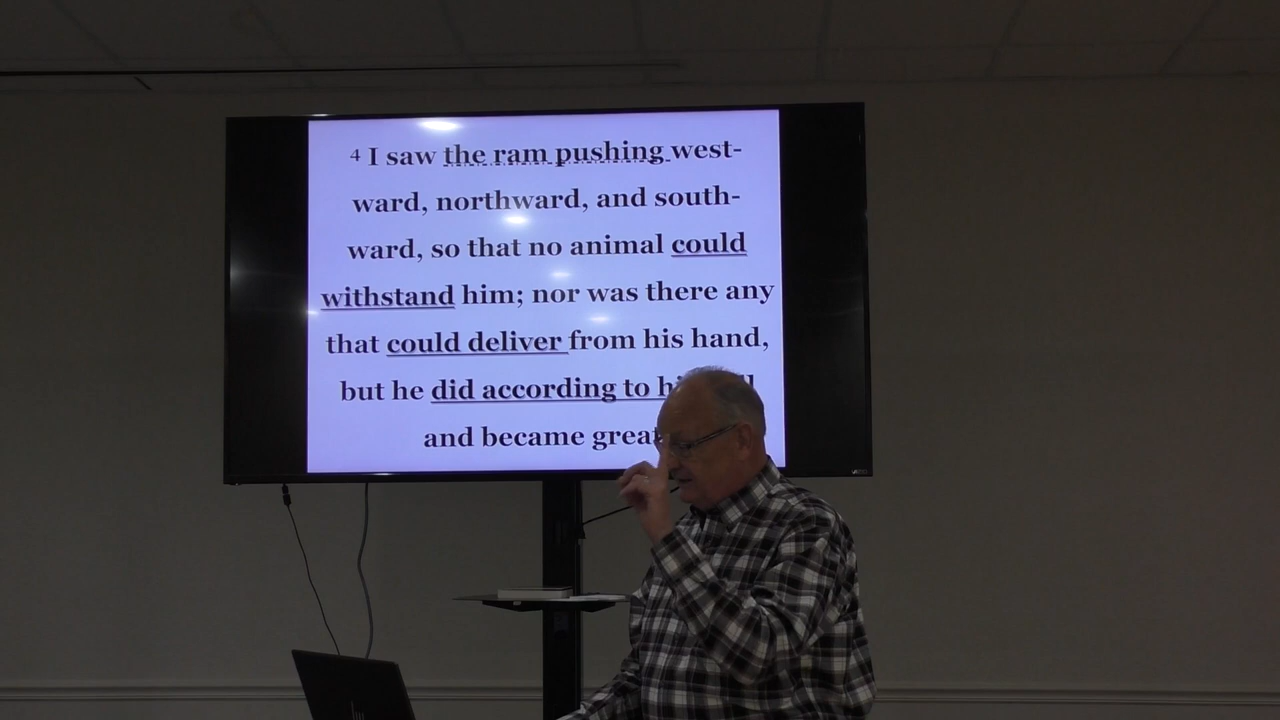 4 I saw the ram pushing west-
ward, northward, and south-
ward, so that no animal could
withstand him; nor was there any
that could deliver from his hand,
but he did according to
and became